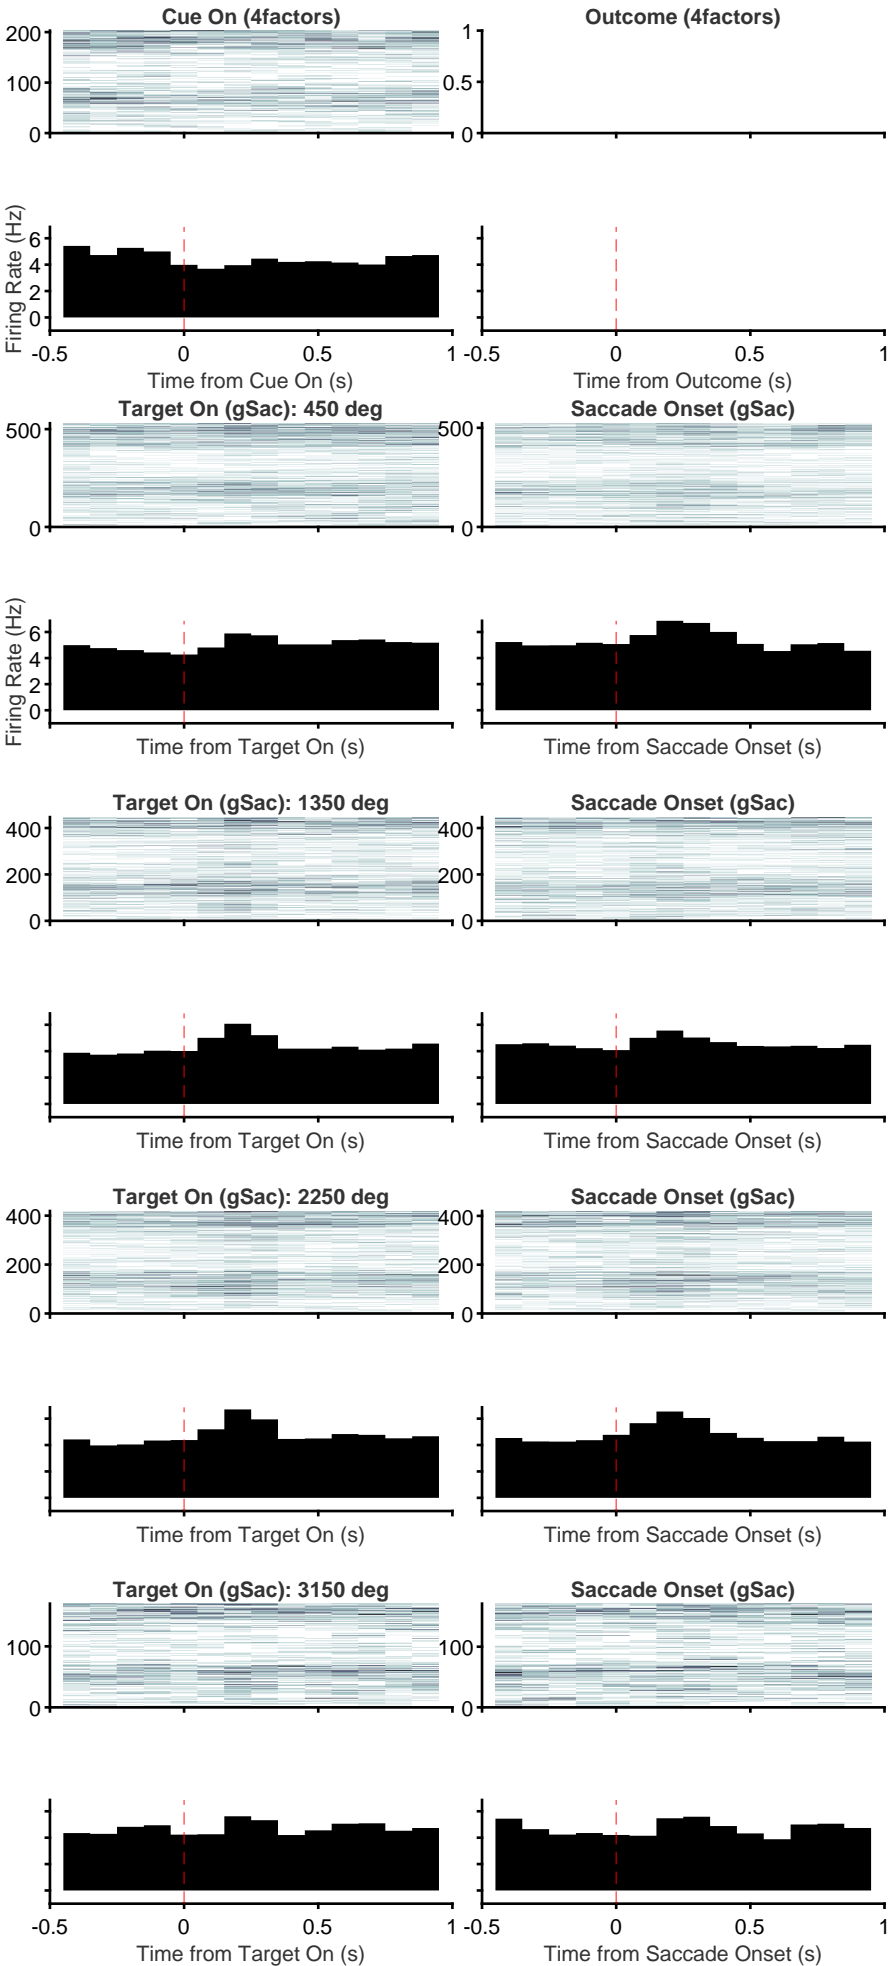 Cue On (4factors)
Outcome (4factors)
200
100
0
1
0.5
0
Firing Rate (Hz)
6
4
2
0
-0.5
0
0.5
1
-0.5
0
0.5
1
Time from Cue On (s)
Time from Outcome (s)
Target On (gSac): 450 deg
Saccade Onset (gSac)
500
0
500
0
Firing Rate (Hz)
6
4
2
0
Time from Target On (s)
Time from Saccade Onset (s)
Target On (gSac): 1350 deg
Saccade Onset (gSac)
400
200
0
400
200
0
Time from Target On (s)
Time from Saccade Onset (s)
Target On (gSac): 2250 deg
Saccade Onset (gSac)
400
200
0
400
200
0
Time from Target On (s)
Time from Saccade Onset (s)
Target On (gSac): 3150 deg
Saccade Onset (gSac)
100
0
100
0
-0.5
0
0.5
1
-0.5
0
0.5
1
Time from Target On (s)
Time from Saccade Onset (s)